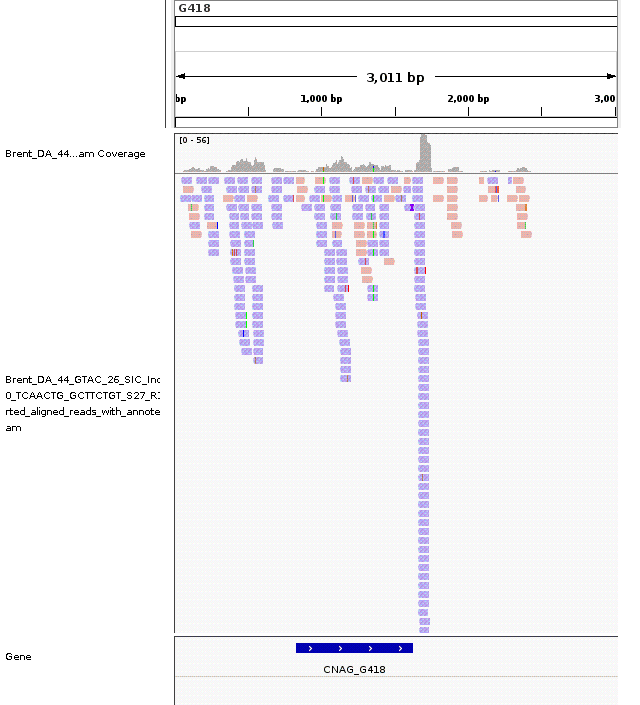 G418
3,011 bp
bp
1,000 bp
2,000 bp
3,00
Brent_DA_44...am Coverage
[0 - 56]
Brent_DA_44_GTAC_26_SIC_Inc
0_TCAACTG_GCTTCTGT_S27_R:
rted_aligned_reads_with_annote
am
Gene
CNAG_G418